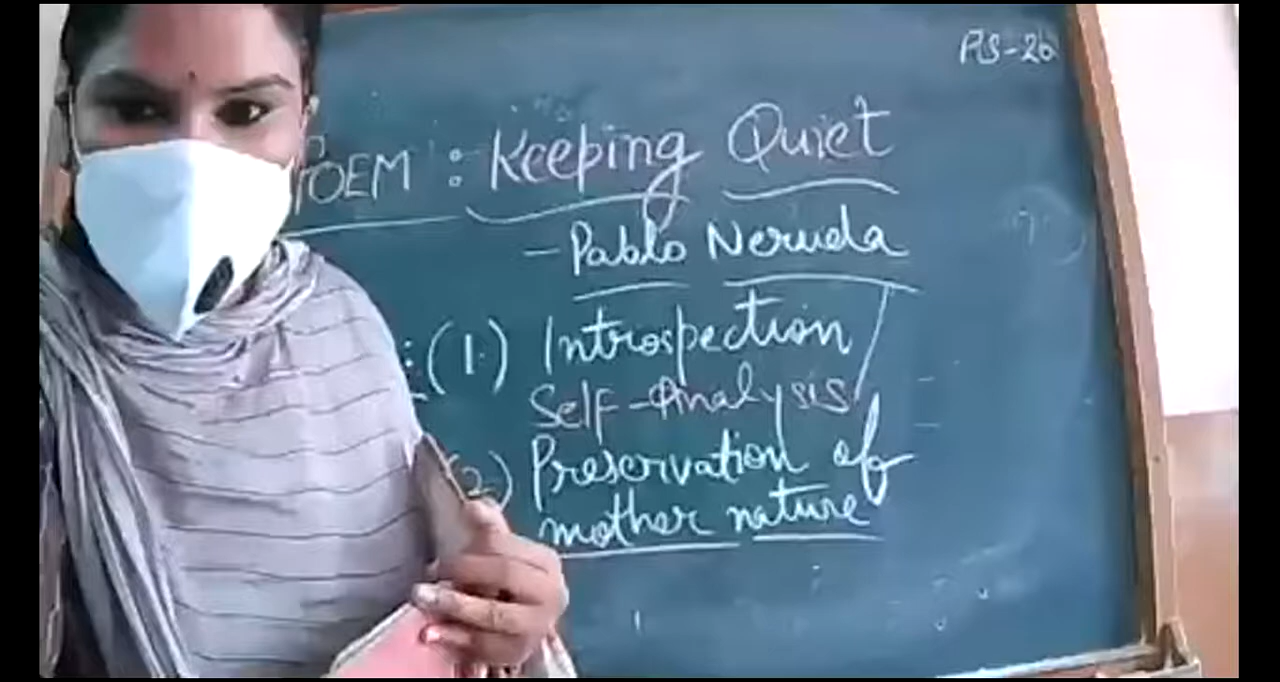 PS-26
POEM : Keeping Quiet
- Pablo Neruda
: (1) Introspection
Self-Analysis
(2) Preservation of
mother nature